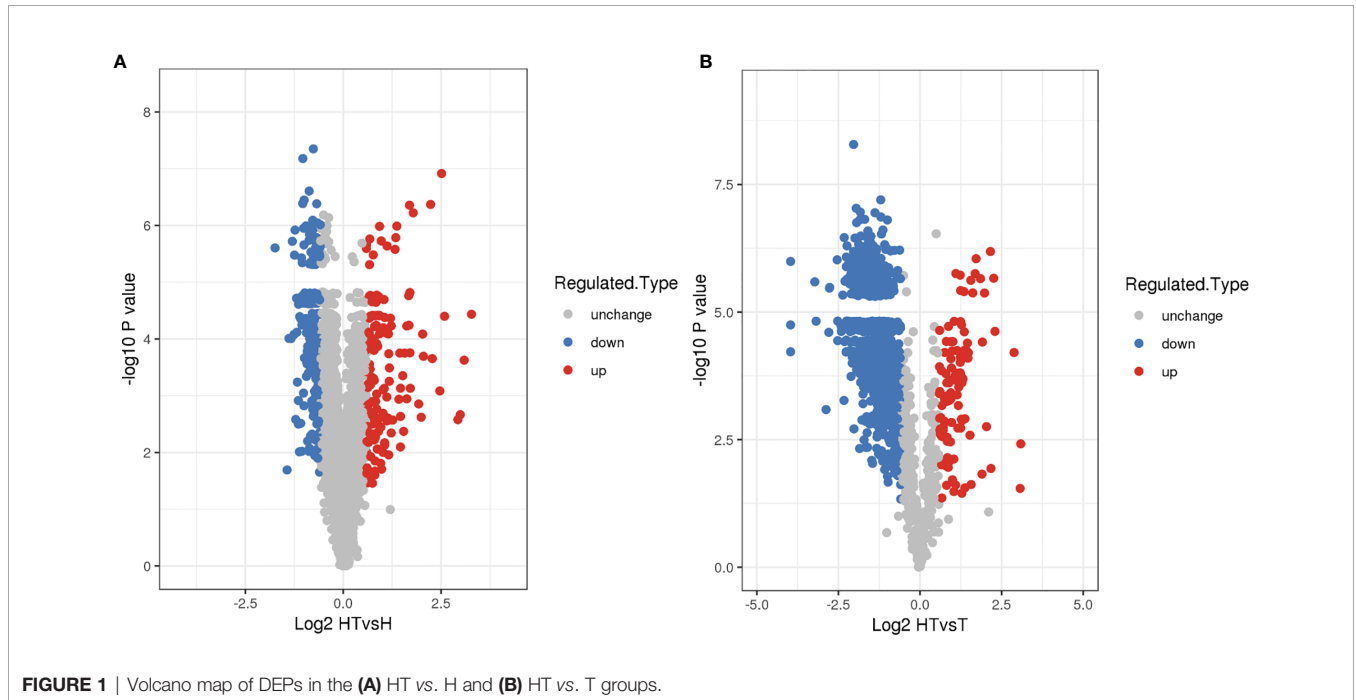 A
B
8
6
4
2
0
-log10 P value
-2.5
0.0
2.5
Log2 HTvsH
Regulated.Type
unchange
down
up
7.5
5.0
2.5
0.0
-log10 P value
-5.0
-2.5
0.0
2.5
5.0
Log2 HTvsT
Regulated.Type
unchange
down
up
FIGURE 1 | Volcano map of DEPs in the (A) HT vs. H and (B) HT vs. T groups.